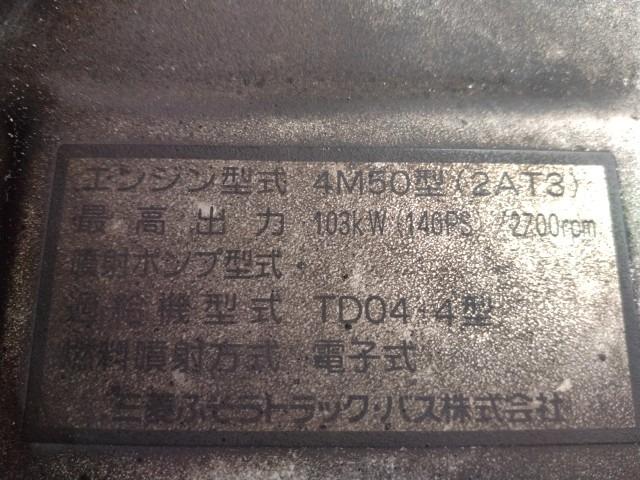 エンジン型式 4M50型(2AT3)
最高出力 103kW(140PS)/2700rpm
噴射ポンプ型式 -
過給機型式 TD04-4型
燃料噴射方式 電子式
三菱ふそうトラック・バス株式会社